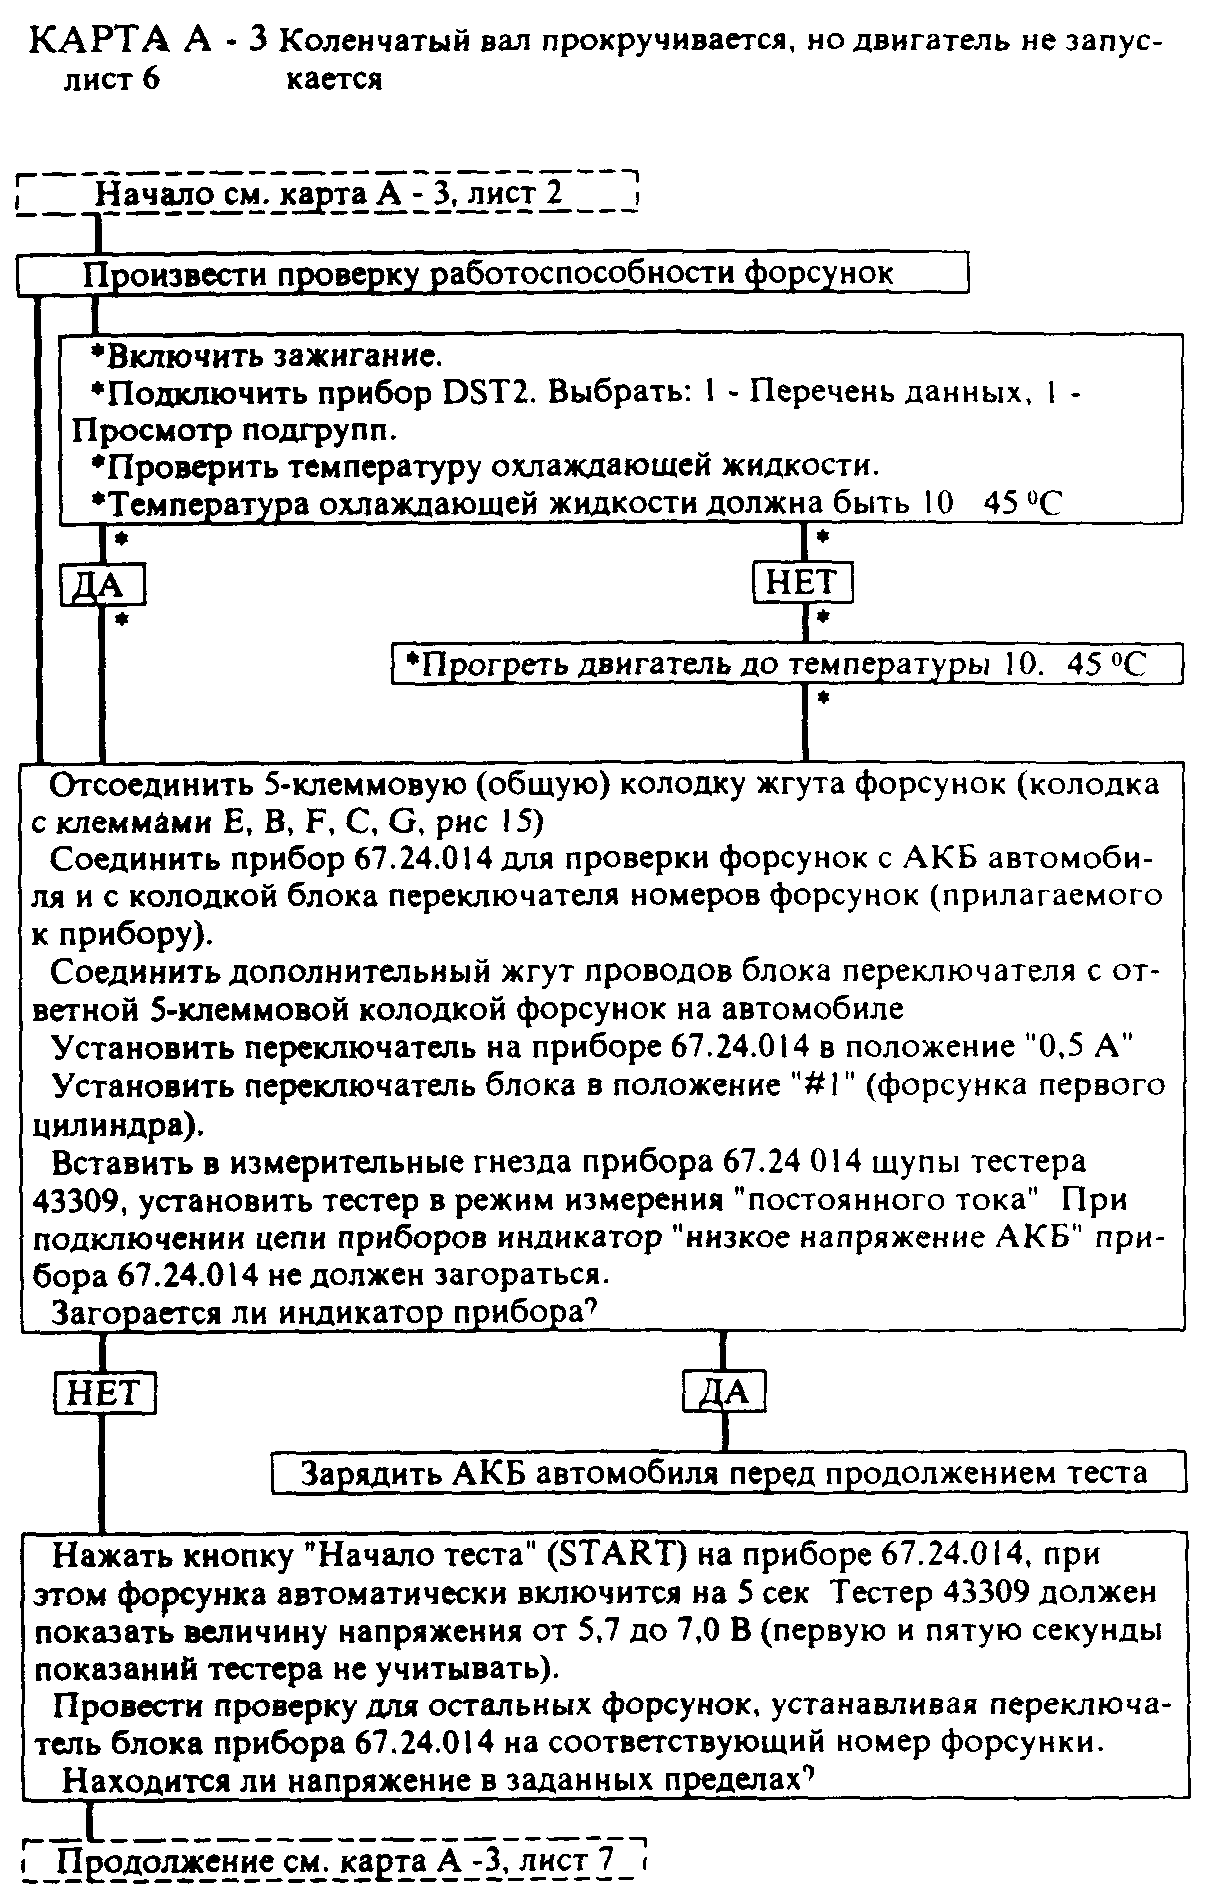 КАРТА А - 3 Коленчатый вал прокручивается, но двигатель не запус-
лист 6 кается
Начало см. карта А - 3, лист 2
Произвести проверку работоспособности форсунок
*Включить зажигание.
*Подключить прибор DST2. Выбрать: 1 - Перечень данных, 1 -
Просмотр подгрупп.
*Проверить температуру охлаждающей жидкости.
*Температура охлаждающей жидкости должна быть 10 45 °С
* *
ДА НЕТ
* *
*Прогреть двигатель до температуры 10. 45 °С
*
Отсоединить 5-клеммовую (общую) колодку жгута форсунок (колодка
с клеммами E, B, F, C, G, рис 15)
Соединить прибор 67.24.014 для проверки форсунок с АКБ автомоби-
ля и с колодкой блока переключателя номеров форсунок (прилагаемого
к прибору).
Соединить дополнительный жгут проводов блока переключателя с от-
ветной 5-клеммовой колодкой форсунок на автомобиле
Установить переключатель на приборе 67.24.014 в положение "0,5 А"
Установить переключатель блока в положение "#1" (форсунка первого
цилиндра).
Вставить в измерительные гнезда прибора 67.24 014 щупы тестера
43309, установить тестер в режим измерения "постоянного тока" При
подключении цепи приборов индикатор "низкое напряжение АКБ" при-
бора 67.24.014 не должен загораться.
Загорается ли индикатор прибора?
НЕТ ДА
Зарядить АКБ автомобиля перед продолжением теста
Нажать кнопку "Начало теста" (START) на приборе 67.24.014, при
этом форсунка автоматически включится на 5 сек Тестер 43309 должен
показать величину напряжения от 5,7 до 7,0 В (первую и пятую секунды
показаний тестера не учитывать).
Провести проверку для остальных форсунок, устанавливая переключа-
тель блока прибора 67.24.014 на соответствующий номер форсунки.
Находится ли напряжение в заданных пределах?
Продолжение см. карта А -3, лист 7